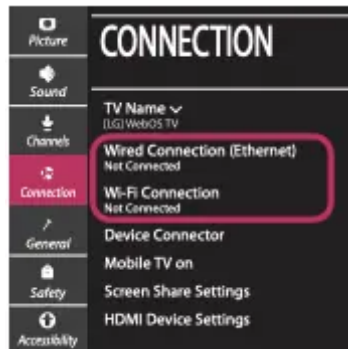 Picture
Sound
Channels
Connection
General
Safety
Accessibility
CONNECTION
TV Name
[LG] WebOS TV
Wired Connection (Ethernet)
Not Connected
Wi-Fi Connection
Not Connected
Device Connector
Mobile TV on
Screen Share Settings
HDMI Device Settings